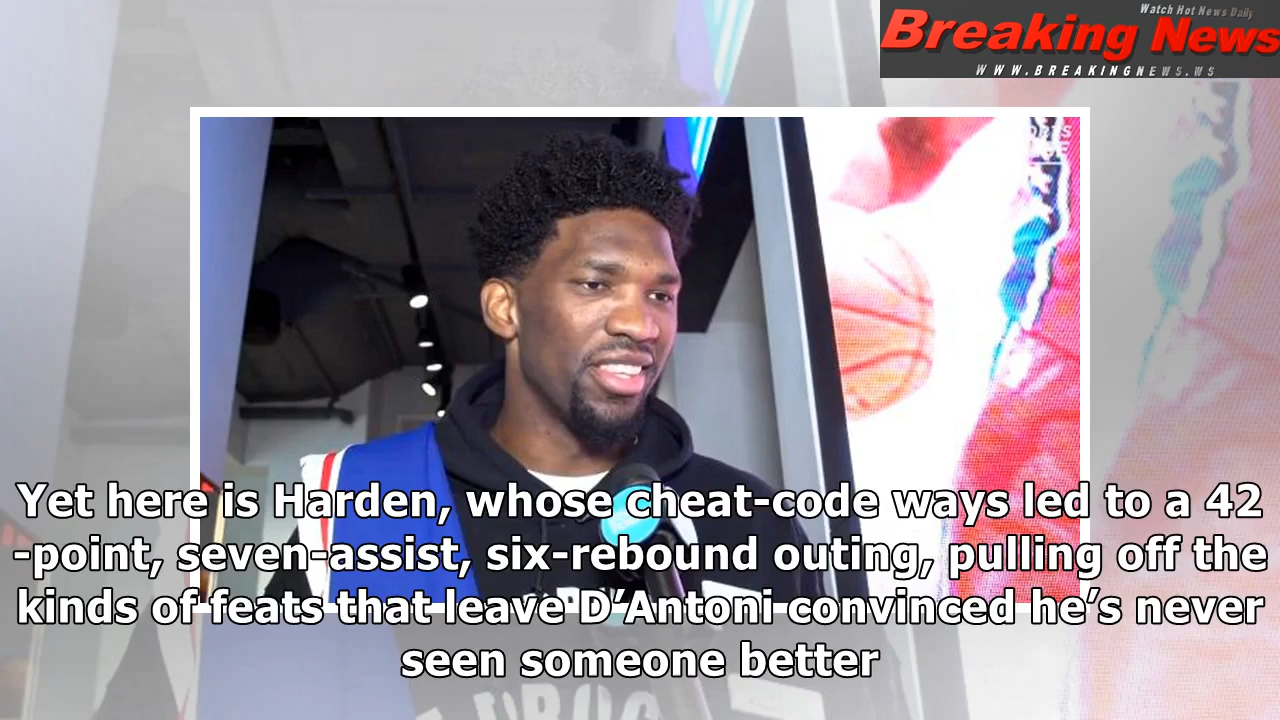 Watch Hot News Daily
Breaking News
WWW.BREAKINGNEWS.WS
Yet here is Harden, whose cheat-code ways led to a 42
-point, seven-assist, six-rebound outing, pulling off the
kinds of feats that leave D’Antoni convinced he’s never
seen someone better